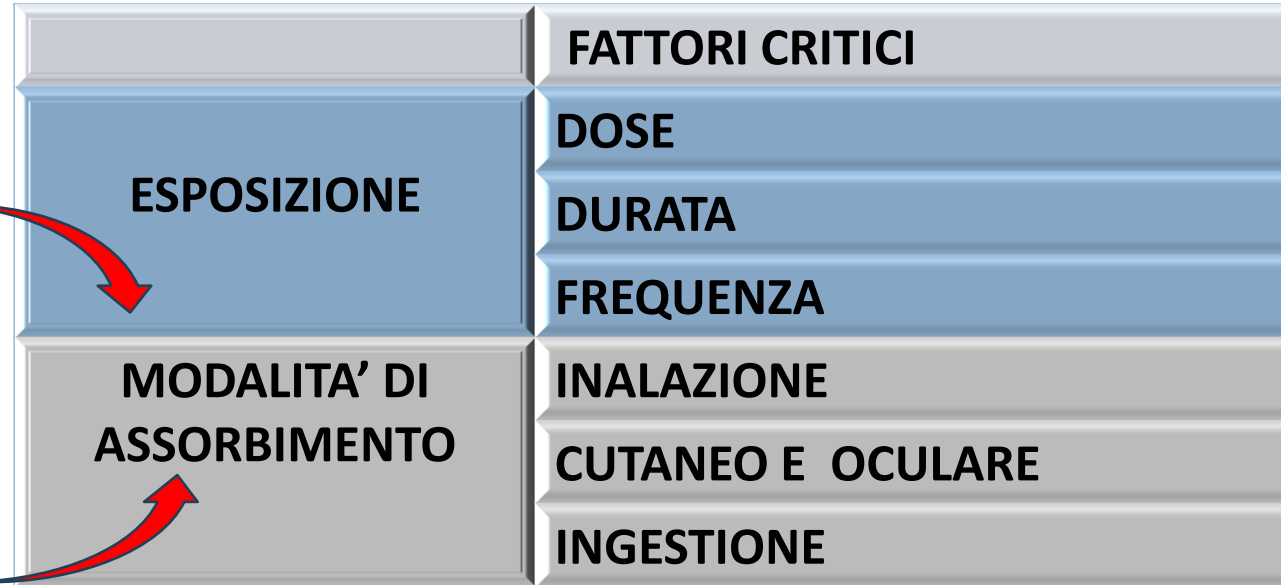 FATTORI CRITICI
ESPOSIZIONE
DOSE
DURATA
FREQUENZA
MODALITA’ DI
ASSORBIMENTO
INALAZIONE
CUTANEO E OCULARE
INGESTIONE